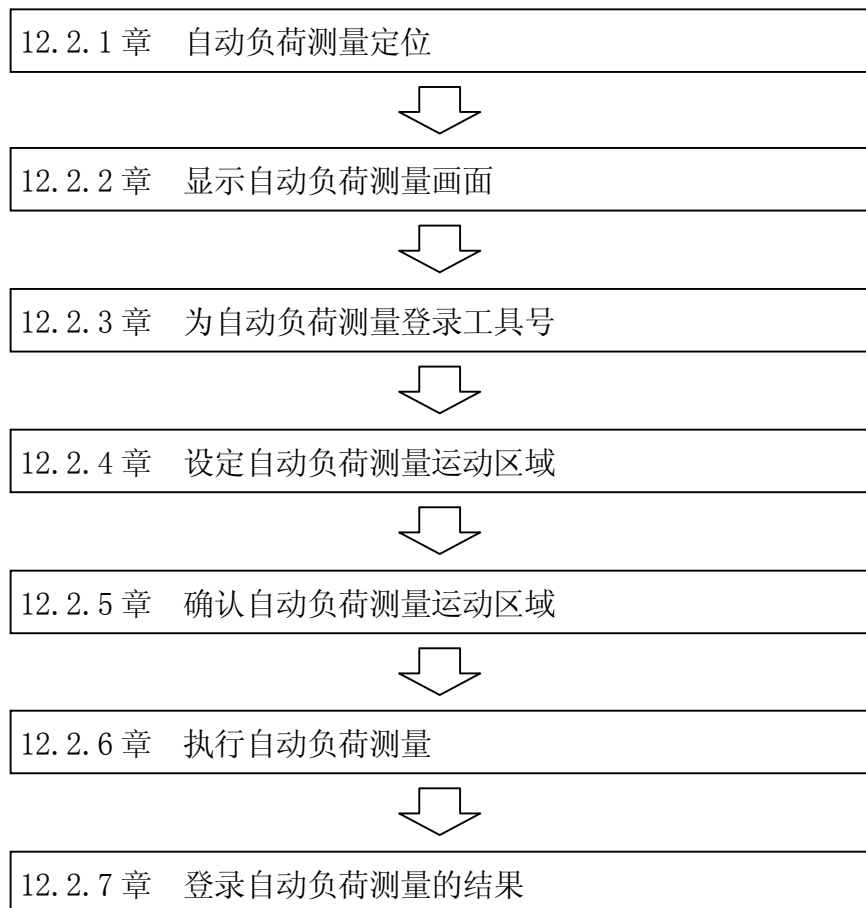 12.2.1章 自动负荷测量定位
12.2.2章 显示自动负荷测量画面
12.2.3章 为自动负荷测量登录工具号
12.2.4章 设定自动负荷测量运动区域
12.2.5章 确认自动负荷测量运动区域
12.2.6章 执行自动负荷测量
12.2.7章 登录自动负荷测量的结果